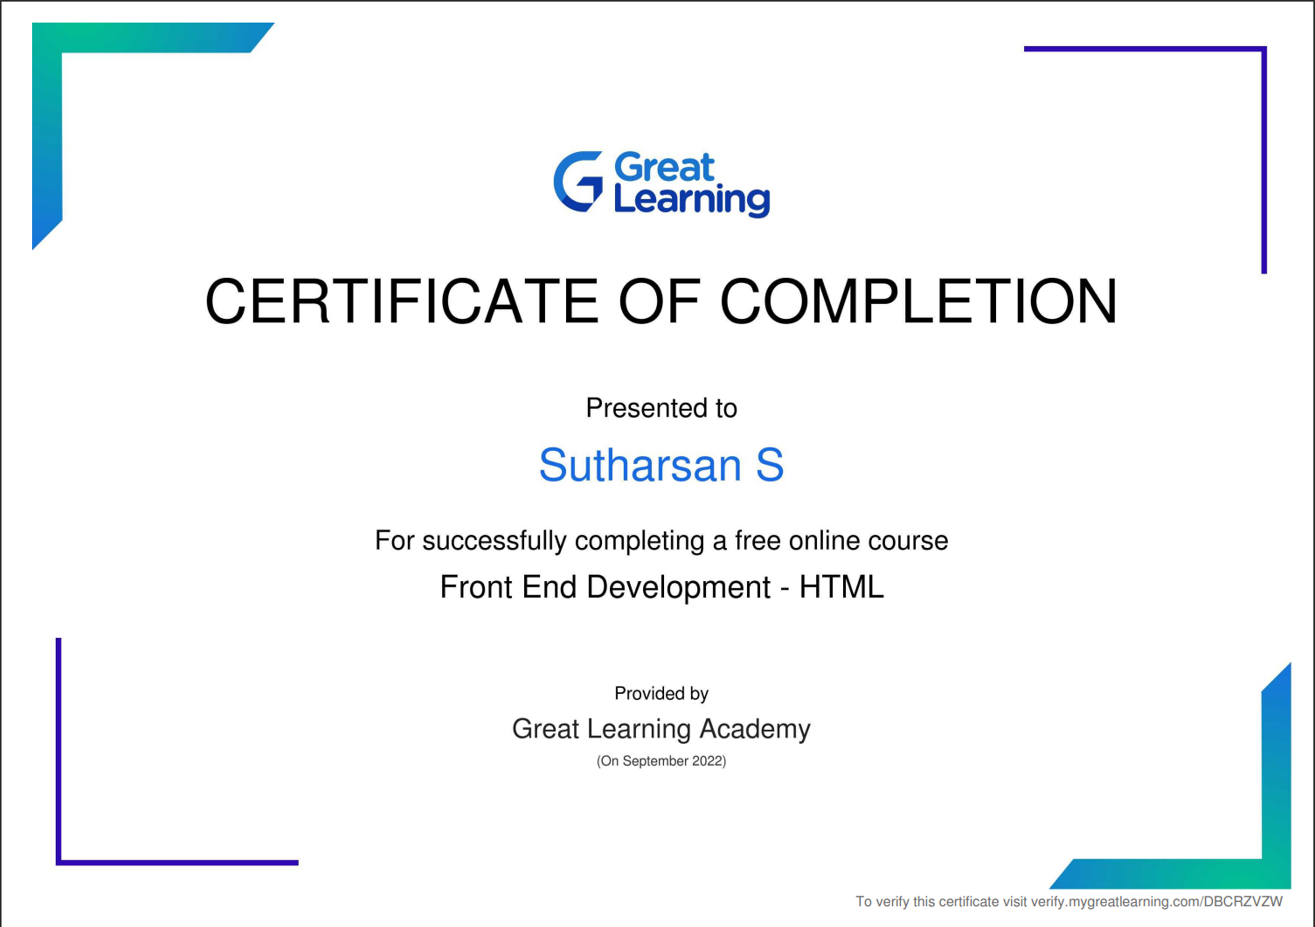 Great
Learning
CERTIFICATE OF COMPLETION
Presented to
Sutharsan S
For successfully completing a free online course
Front End Development - HTML
Provided by
Great Learning Academy
(On September 2022)
To verify this certificate visit verify.mygreatlearning.com/DBCRZVZW